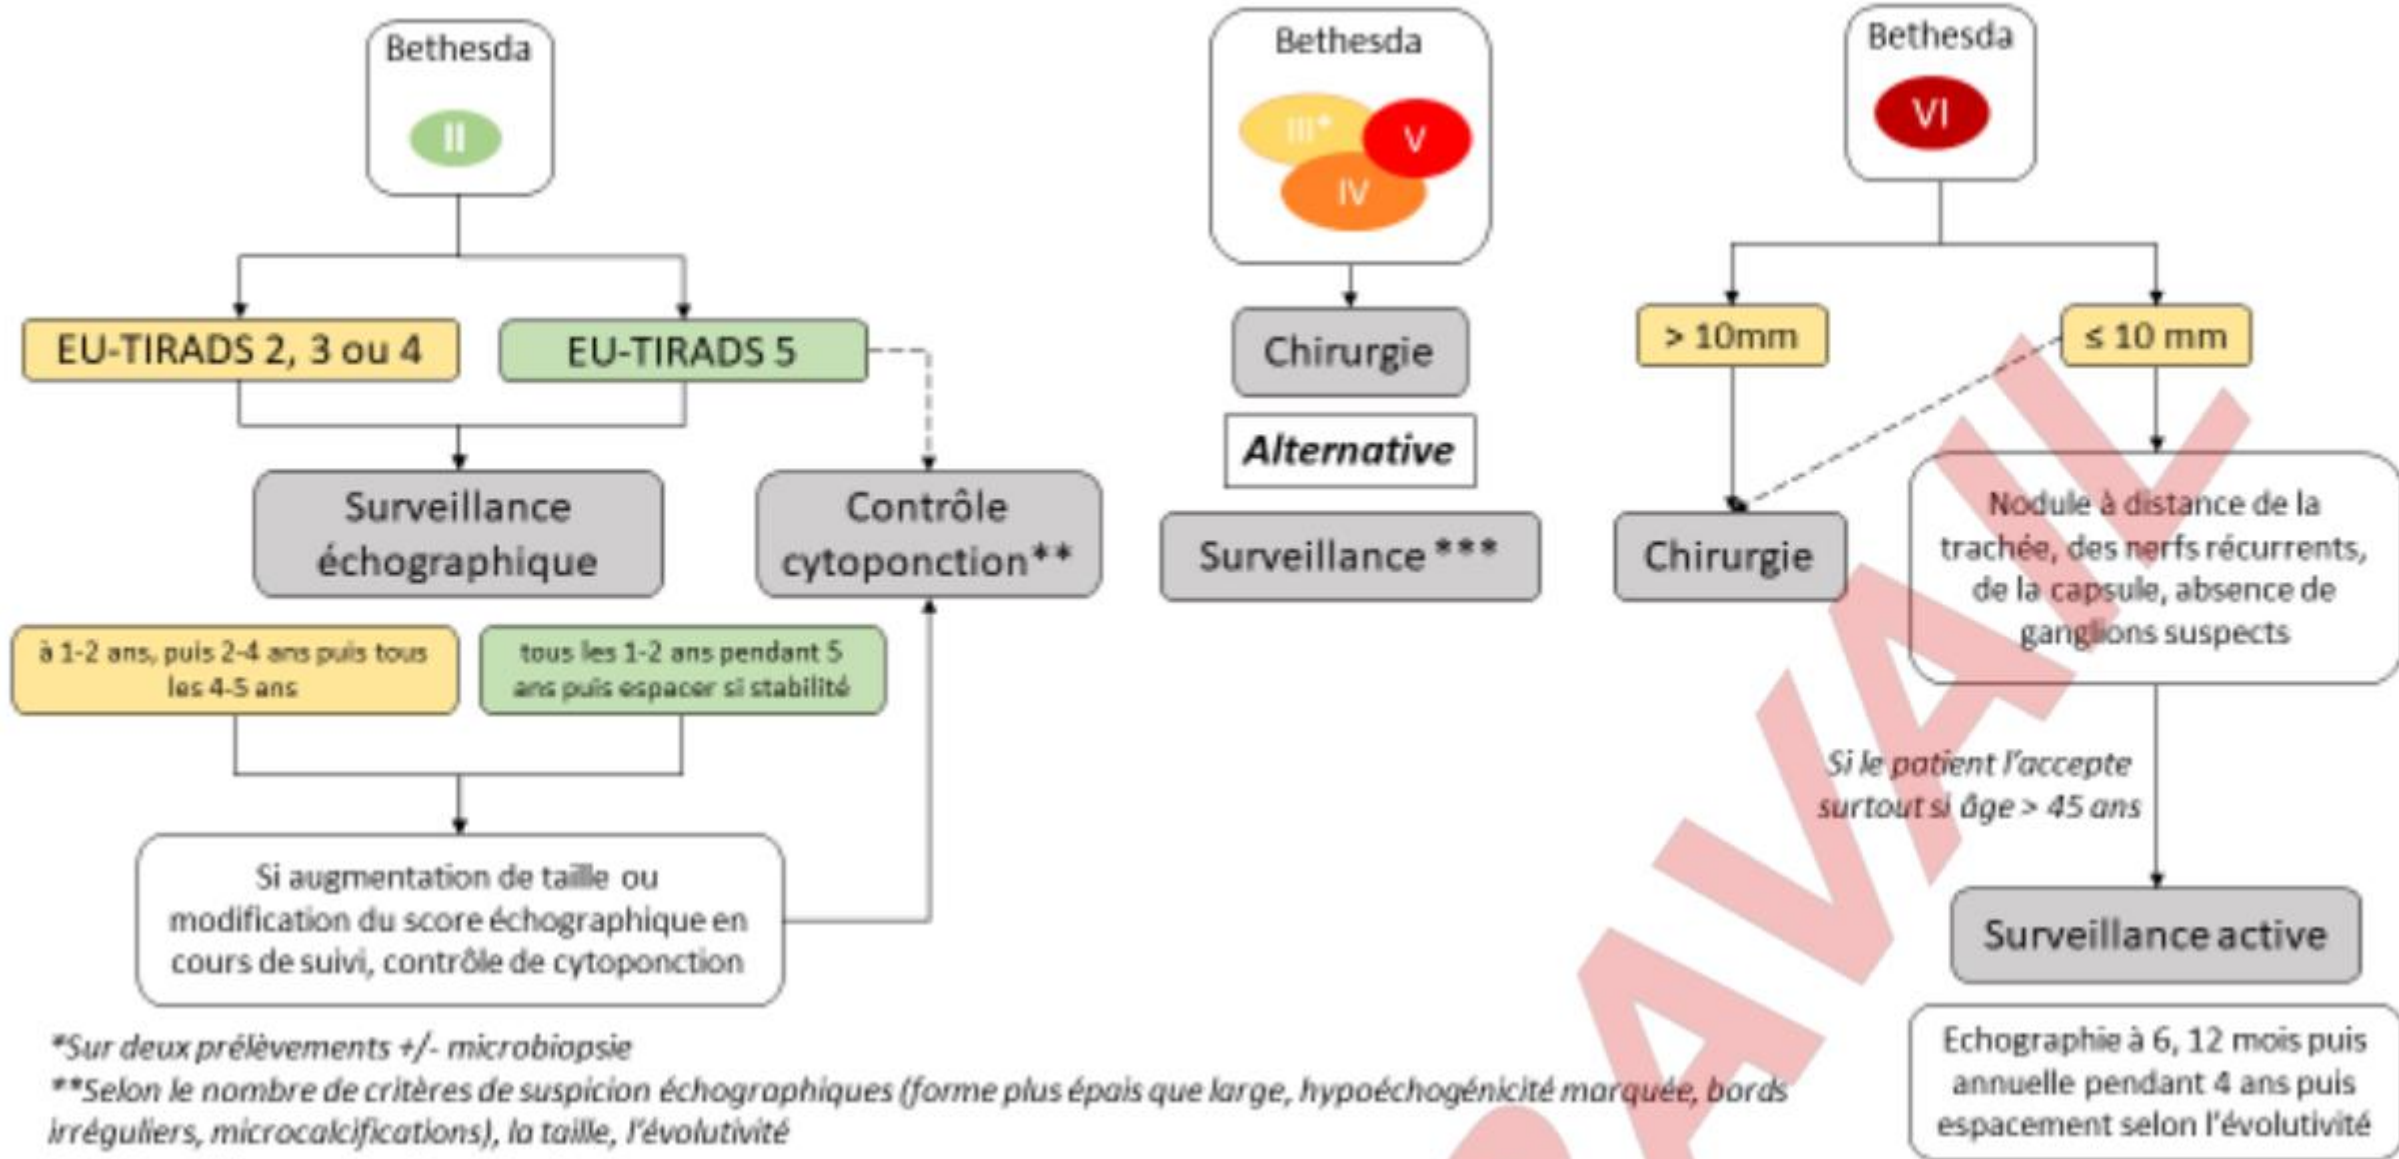 Bethesda
II
EU-TIRADS 2, 3 ou 4
EU-TIRADS 5
Surveillance
échographique
Contrôle
cytoponction**
à 1-2 ans, puis 2-4 ans puis tous
les 4-5 ans
tous les 1-2 ans pendant 5
ans puis espacer si stabilité
Si augmentation de taille ou
modification du score échographique en
cours de suivi, contrôle de cytoponction
Bethesda
III*
V
IV
Chirurgie
Alternative
Surveillance ***
Bethesda
VI
> 10mm
≤ 10 mm
Chirurgie
Nodule à distance de la
trachée, des nerfs récurrents,
de la capsule, absence de
ganglions suspects
Si le patient l'accepte
surtout si âge > 45 ans
Surveillance active
Echographie à 6, 12 mois puis
annuelle pendant 4 ans puis
espacement selon l'évolutivité
*Sur deux prélèvements +/- microbiopsie
**Selon le nombre de critères de suspicion échographiques (forme plus épais que large, hypoéchogénicité marquée, bords
irréguliers, microcalcifications), la taille, l'évolutivité
RAVAIL